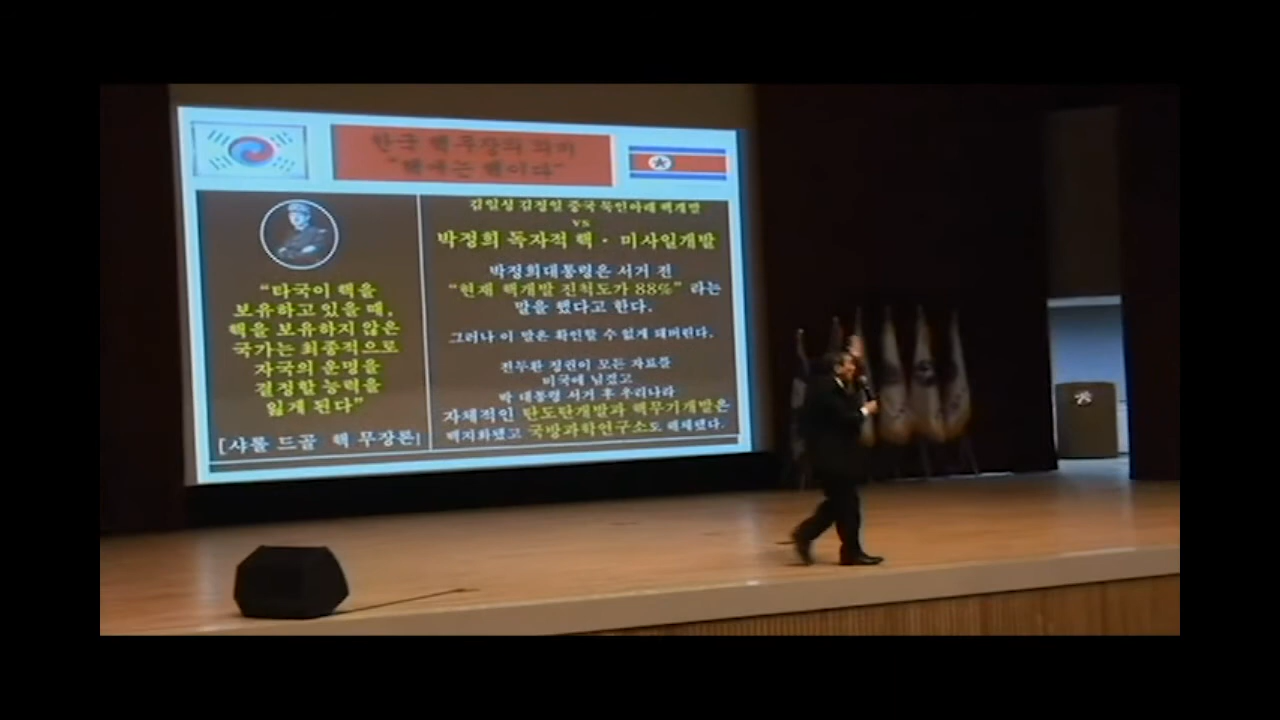 한국 핵 무장의
"핵에는 핵이다"
"타국이 핵을
보유하고 있을 때,
핵을 보유하지 않은
국가는 최종적으로
자국의 운명을
결정할 능력을
잃게 된다"
[샤롤 드골 핵 무장론]
김일성 김정일 중국 묵인아래 핵개발
vs
박정희 독자적 핵 · 미사일개발
박정희대통령은 서거 전
"현재 핵개발 진척도가 88%" 라는
말을 했다고 한다.
그러나 이 말은 확인할 수 없게 돼버린다.
전두환 정권이 모든 자료를
미국에 넘겼고
박 대통령 서거 후 우리나라
자체적인 탄도탄개발과 핵무기개발은
백지화됐고 국방과학연구소도 해체됐다.